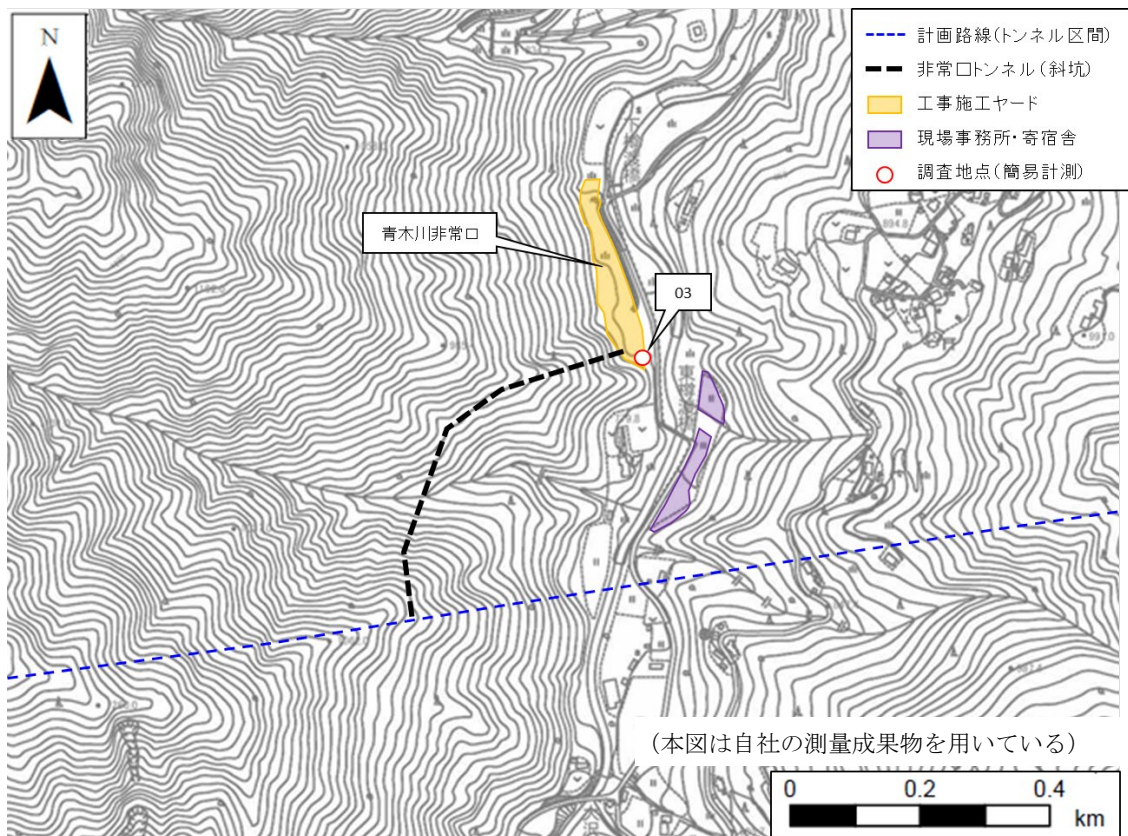 N
計画路線(トンネル区間)
非常口トンネル(斜坑)
工事施工ヤード
現場事務所・寄宿舎
調査地点(簡易計測)
青木川非常口
03
894.8
(本図は自社の測量成果物を用いている)
0 0.2 0.4
km